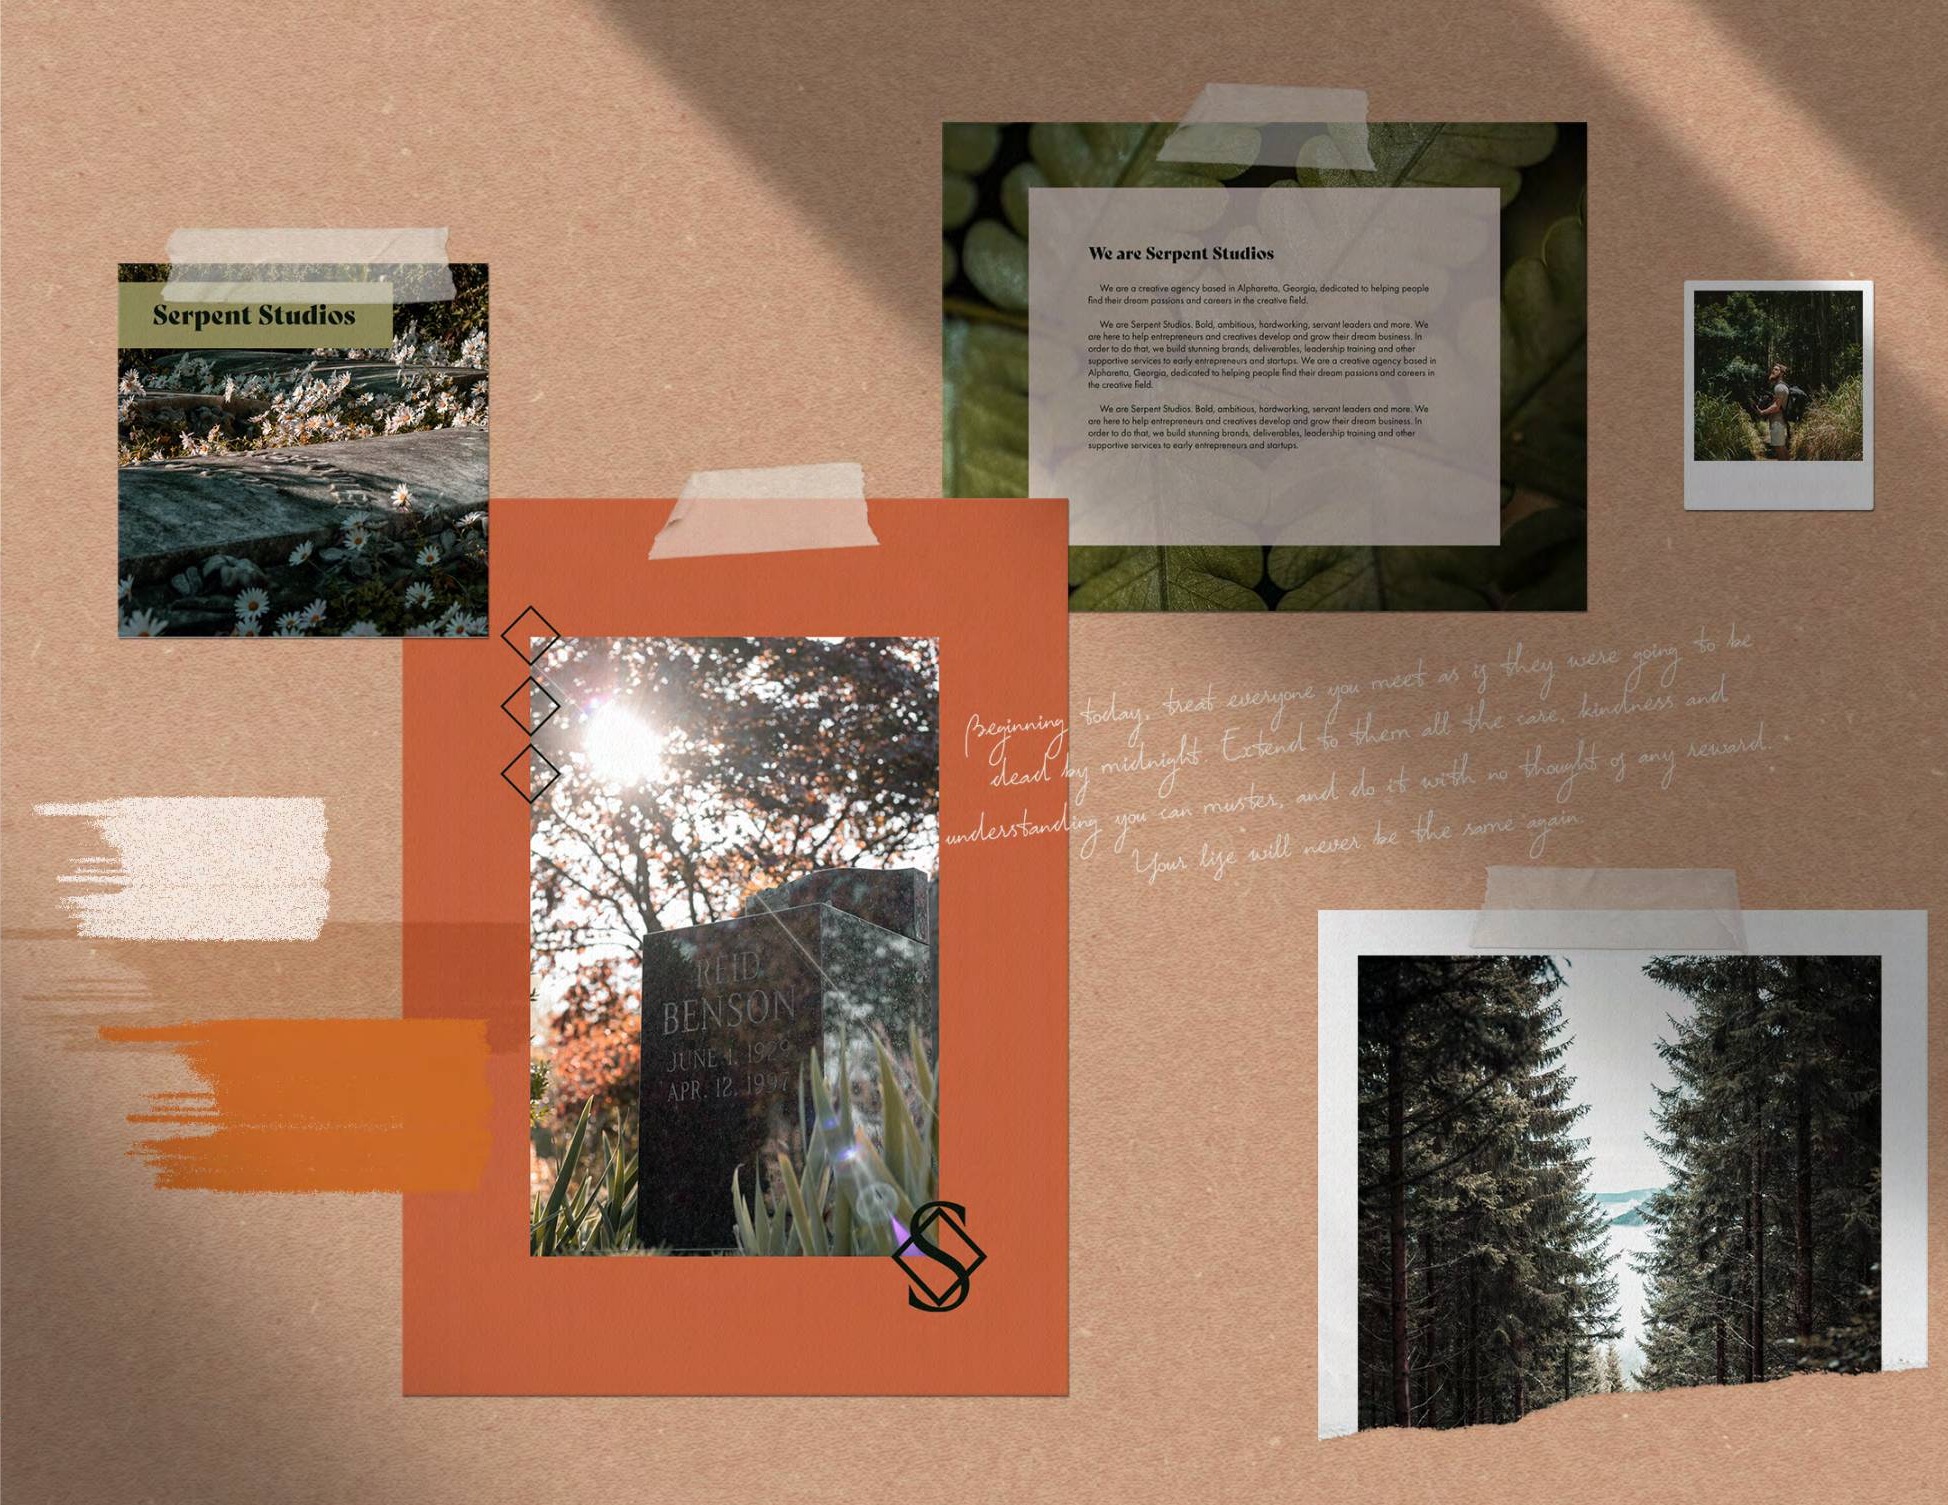 Serpent Studios
We are Serpent Studios
We are a creative agency based in Alpharetta, Georgia, dedicated to helping people
find their dream passions and careers in the creative field.
We are Serpent Studios. Bold, ambitious, hardworking, servant leaders and more. We
are here to help entrepreneurs and creatives develop and grow their dream business. In
order to do that, we build stunning brands, deliverables, leadership training and other
supportive services to early entrepreneurs and startups. We are a creative agency based in
Alpharetta, Georgia, dedicated to helping people find their dream passions and careers in
the creative field.
We are Serpent Studios. Bold, ambitious, hardworking, servant leaders and more. We
are here to help entrepreneurs and creatives develop and grow their dream business. In
order to do that, we build stunning brands, deliverables, leadership training and other
supportive services to early entrepreneurs and startups.
Beginning today, treat everyone you meet as if they were going to be
dead by midnight. Extend to them all the care, kindness and
understanding you can muster, and do it with no thought of any reward.
Your life will never be the same again.
REID
BENSON
JUNE 1, 1929
APR. 12, 1997
S